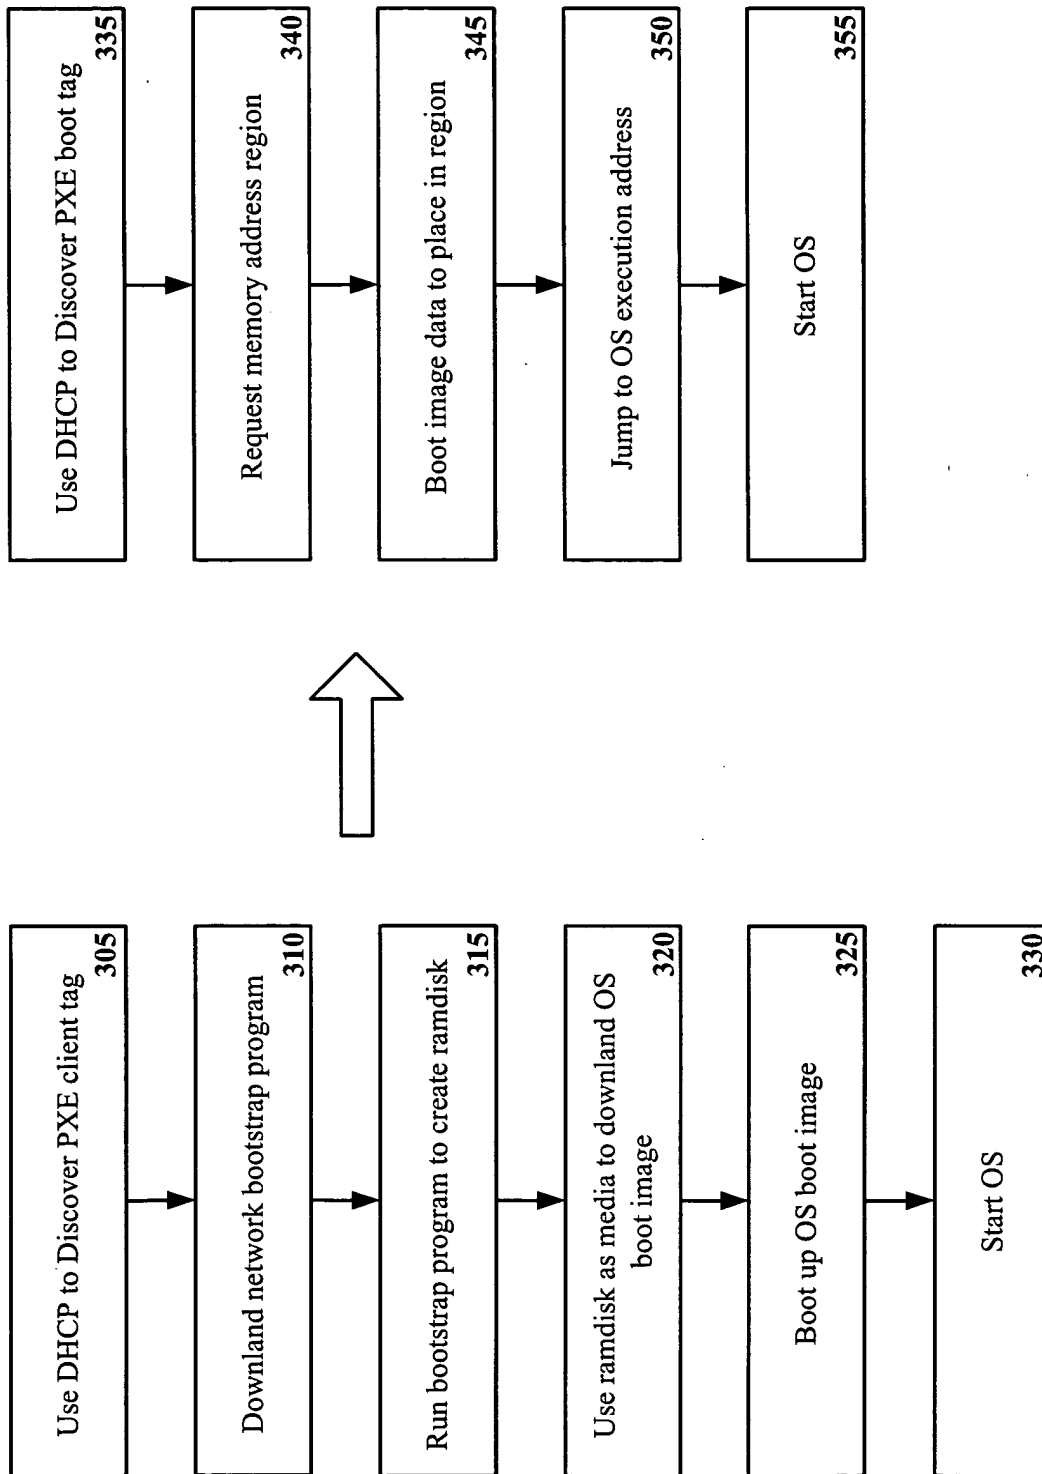 Use DHCP to Discover PXE client tag
305
Downland network bootstrap program
310
Run bootstrap program to create ramdisk
315
Use ramdisk as media to downland OS
boot image
320
Boot up OS boot image
325
Start OS
330
Use DHCP to Discover PXE boot tag
335
Request memory address region
340
Boot image data to place in region
345
Jump to OS execution address
350
Start OS
355